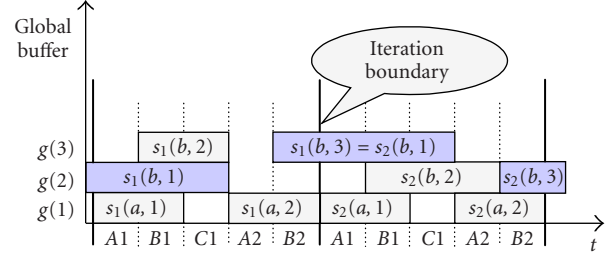 Global
buffer
Iteration
boundary
g(3) s₁(b, 2) s₁(b, 3) = s₂(b, 1)
g(2) s₁(b, 1) s₂(b, 2) s₂(b, 3)
g(1) s₁(a, 1) s₁(a, 2) s₂(a, 1) s₂(a, 2)
A1 B1 C1 A2 B2 A1 B1 C1 A2 B2 t